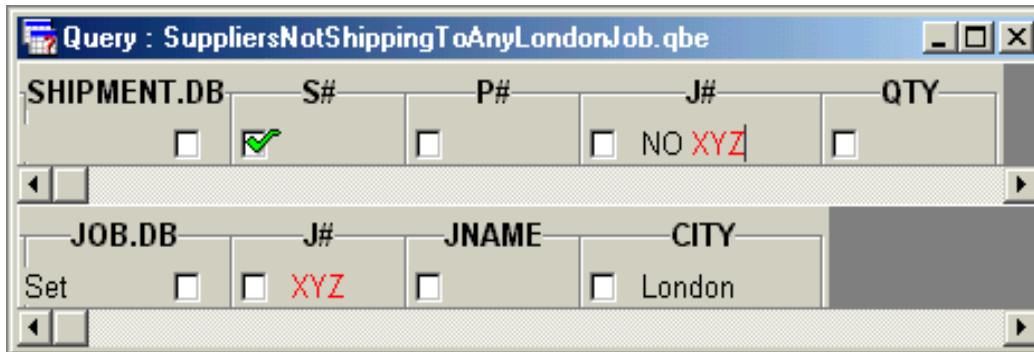 Query : SuppliersNotShippingToAnyLondonJob.qbe
SHIPMENT.DB S# P# J# QTY
NO XYZ
JOB.DB J# JNAME CITY
Set XYZ London